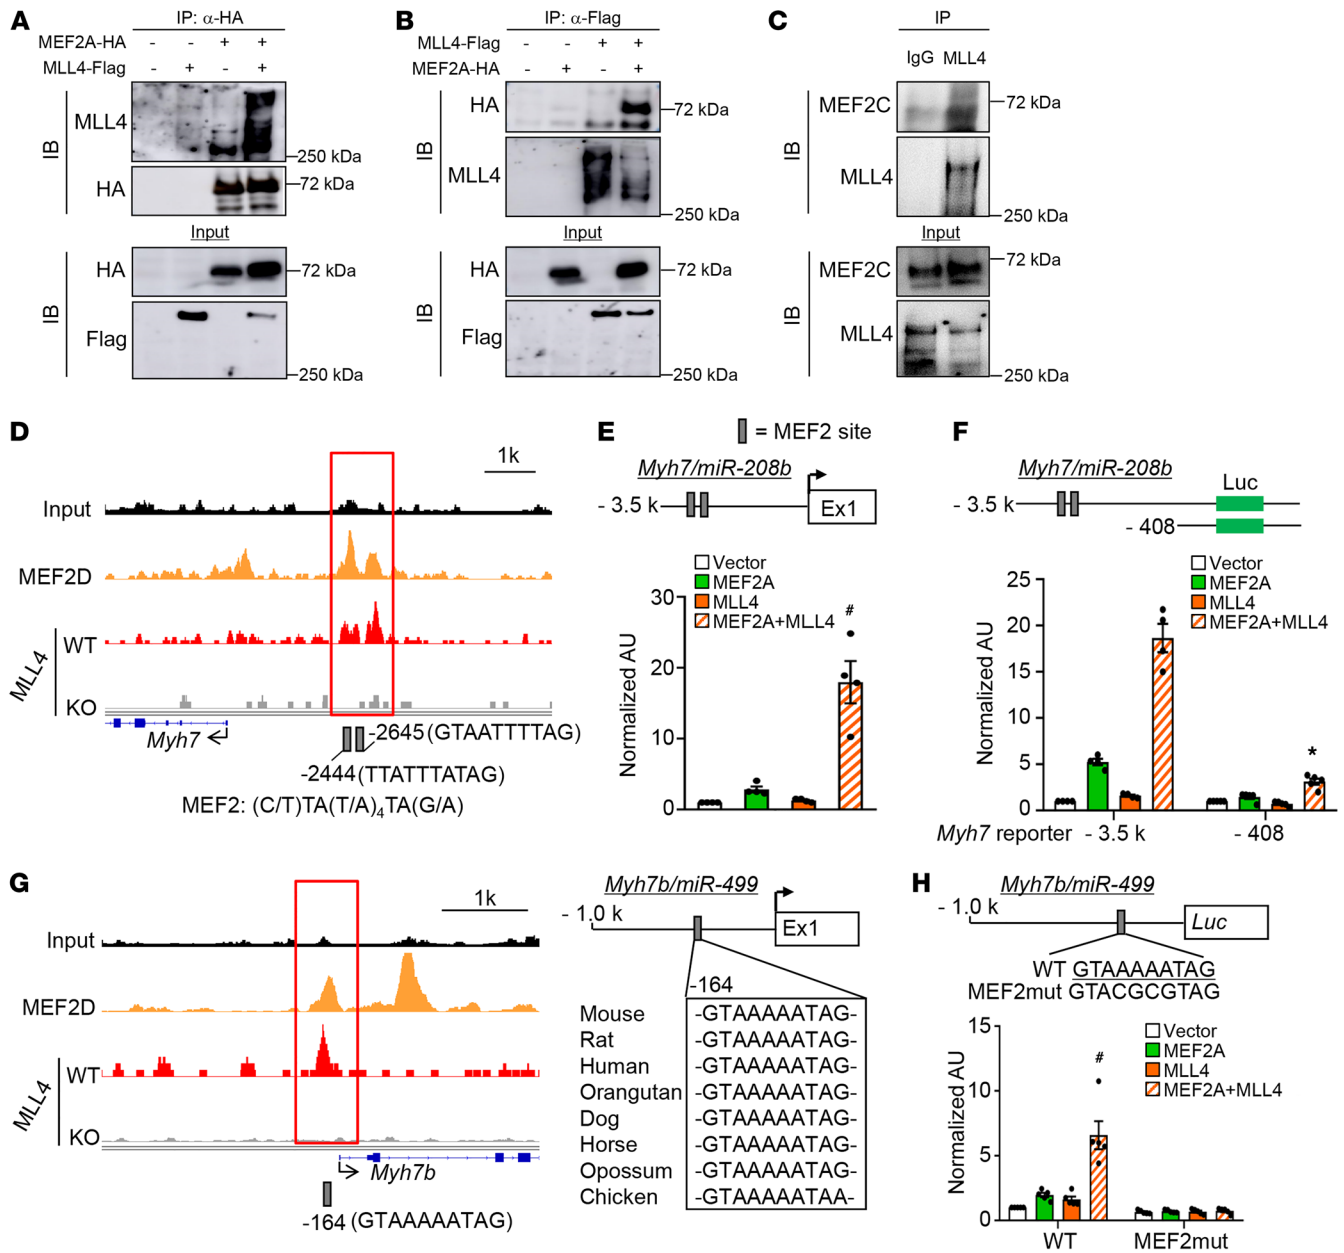 A
IP: α-HA
MEF2A-HA - - + +
MLL4-Flag - + - +
IB
MLL4
250 kDa
HA
72 kDa
Input
IB
HA
72 kDa
Flag
250 kDa
B
IP: α-Flag
MLL4-Flag - - + +
MEF2A-HA - + - +
IB
HA
72 kDa
MLL4
250 kDa
Input
IB
HA
72 kDa
Flag
250 kDa
C
IP
IgG MLL4
IB
MEF2C
72 kDa
MLL4
250 kDa
Input
IB
MEF2C
72 kDa
MLL4
250 kDa
D
1k
Input
MEF2D
MLL4
WT
KO
Myh7
-2645 (GTAATTTTAG)
-2444 (TTATTTATAG)
MEF2: (C/T)TA(T/A)4TA(G/A)
E
= MEF2 site
Myh7/miR-208b
- 3.5 k
Ex1
Vector
MEF2A
MLL4
MEF2A+MLL4
Normalized AU
30
20
10
0
#
F
Myh7/miR-208b
Luc
- 3.5 k
- 408
Vector
MEF2A
MLL4
MEF2A+MLL4
Normalized AU
25
20
15
10
5
0
*
Myh7 reporter - 3.5 k - 408
G
1k
Input
MEF2D
MLL4
WT
KO
Myh7b
-164 (GTAAAAATAG)
Myh7b/miR-499
- 1.0 k
Ex1
-164
Mouse -GTAAAAATAG-
Rat -GTAAAAATAG-
Human -GTAAAAATAG-
Orangutan -GTAAAAATAG-
Dog -GTAAAAATAG-
Horse -GTAAAAATAG-
Opossum -GTAAAAATAG-
Chicken -GTAAAAATAA-
H
Myh7b/miR-499
- 1.0 k
Luc
WT GTAAAAATAG
MEF2mut GTACGCGTAG
Vector
MEF2A
MLL4
MEF2A+MLL4
Normalized AU
15
10
5
0
#
WT MEF2mut